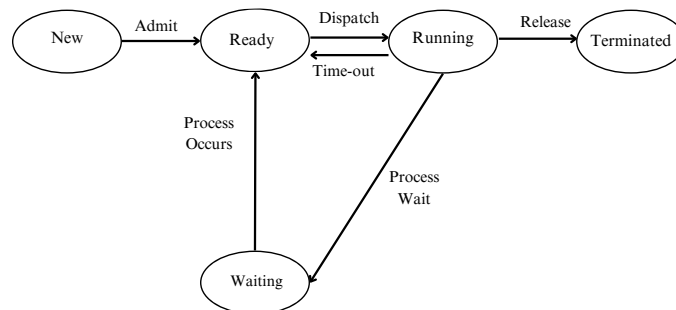 New
Admit
Ready
Dispatch
Running
Release
Terminated
Time-out
Process
Occurs
Process
Wait
Waiting